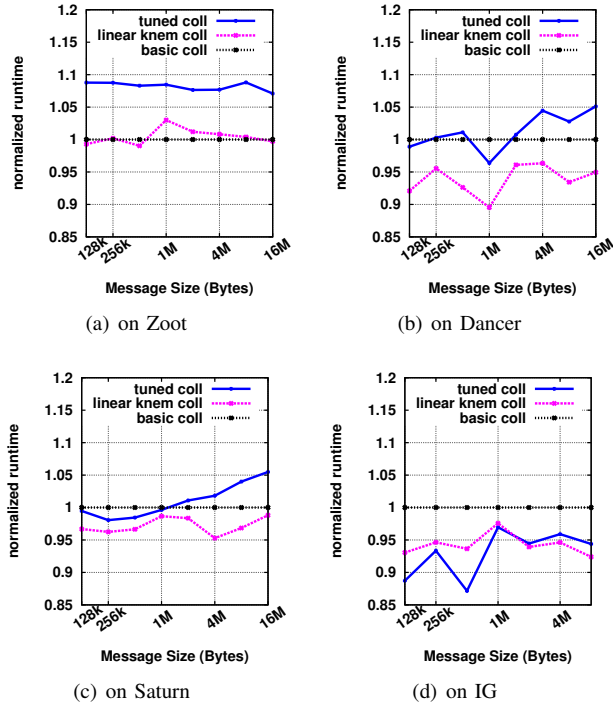 1.2
1.15
1.1
1.05
1
0.95
0.9
0.85
normalized runtime
tuned coll
linear knem coll
basic coll
128k
256k
1M
4M
16M
Message Size (Bytes)
(a) on Zoot
1.2
1.15
1.1
1.05
1
0.95
0.9
0.85
normalized runtime
tuned coll
linear knem coll
basic coll
128k
256k
1M
4M
16M
Message Size (Bytes)
(b) on Dancer
1.2
1.15
1.1
1.05
1
0.95
0.9
0.85
normalized runtime
tuned coll
linear knem coll
basic coll
128k
256k
1M
4M
16M
Message Size (Bytes)
(c) on Saturn
1.2
1.15
1.1
1.05
1
0.95
0.9
0.85
normalized runtime
tuned coll
linear knem coll
basic coll
128k
256k
1M
4M
Message Size (Bytes)
(d) on IG